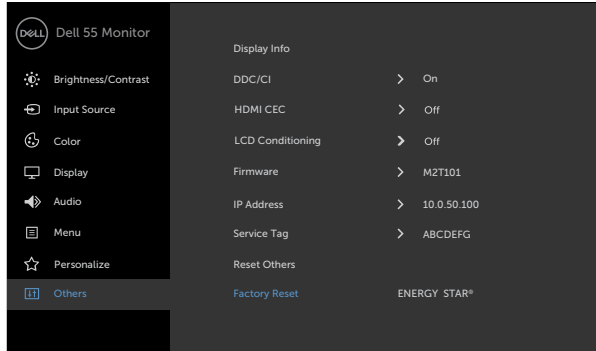 DELL Dell 55 Monitor
Display Info
Brightness/Contrast DDC/CI On
Input Source HDMI CEC Off
Color LCD Conditioning Off
Display Firmware M2T101
Audio IP Address 10.0.50.100
Menu Service Tag ABCDEFG
Personalize Reset Others
Others Factory Reset ENERGY STAR®